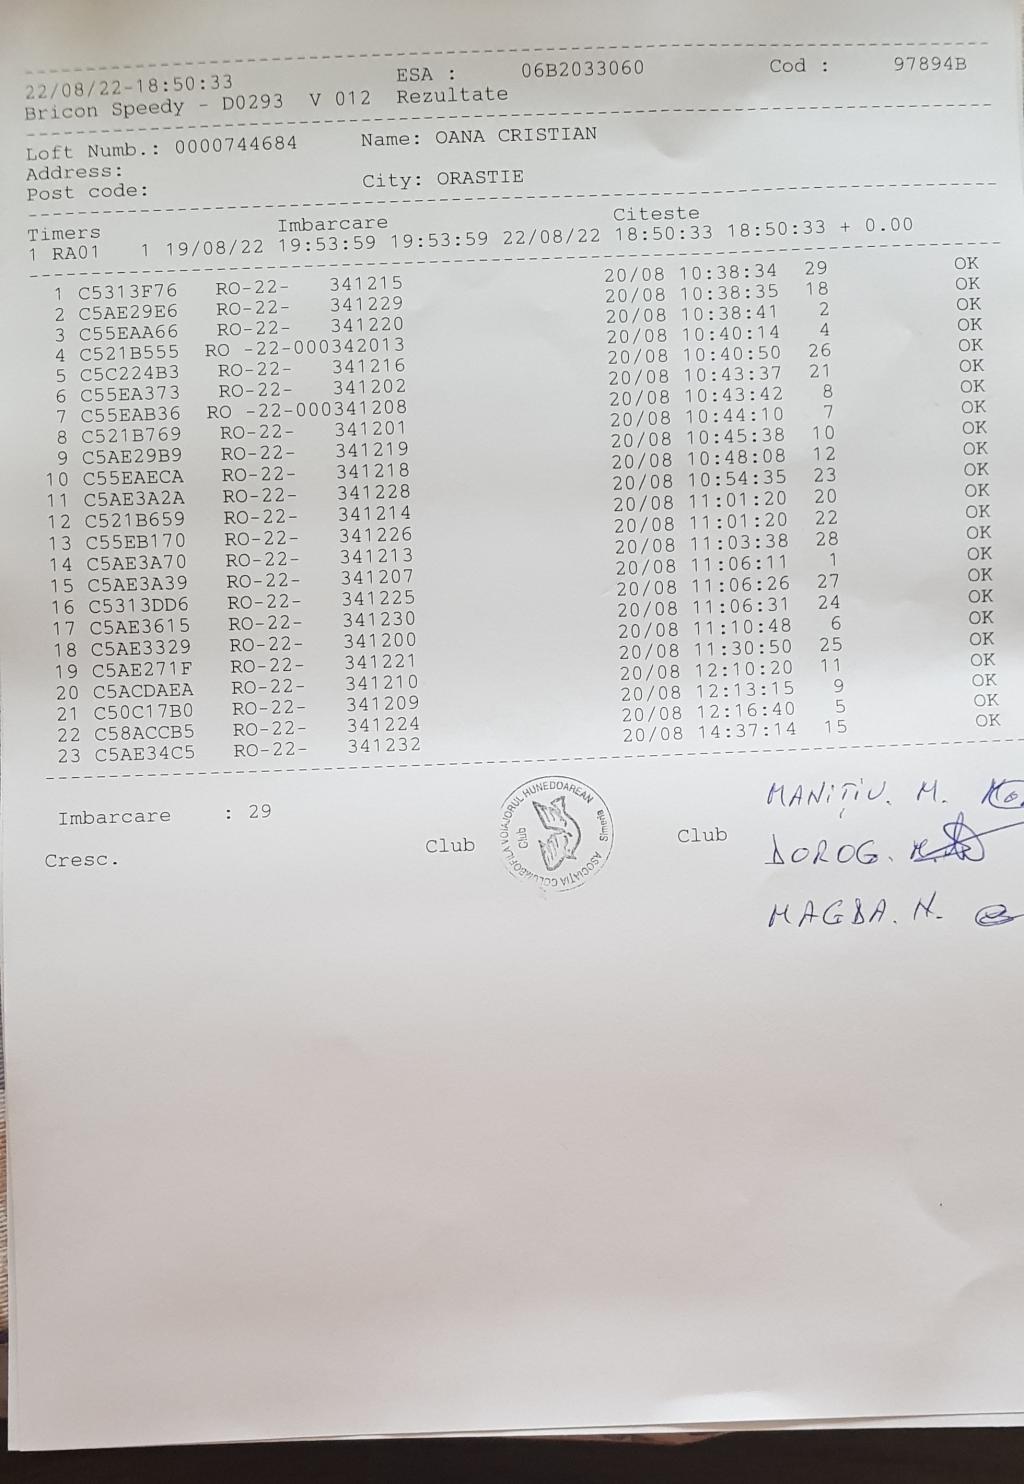 22/08/22-18:50:33 ESA : 06B2033060 Cod : 97894B
Bricon Speedy - D0293 V 012 Rezultate
Loft Numb.: 0000744684 Name: OANA CRISTIAN
Address:
Post code: City: ORASTIE
Timers Imbarcare Citeste
1 RA01 1 19/08/22 19:53:59 19:53:59 22/08/22 18:50:33 18:50:33 + 0.00
1 C5313F76 RO-22- 341215 20/08 10:38:34 29 OK
2 C5AE29E6 RO-22- 341229 20/08 10:38:35 18 OK
3 C55EAA66 RO-22- 341220 20/08 10:38:41 2 OK
4 C521B555 RO -22-000342013 20/08 10:40:14 4 OK
5 C5C224B3 RO-22- 341216 20/08 10:40:50 26 OK
6 C55EA373 RO-22- 341202 20/08 10:43:37 21 OK
7 C55EAB36 RO -22-000341208 20/08 10:43:42 8 OK
8 C521B769 RO-22- 341201 20/08 10:44:10 7 OK
9 C5AE29B9 RO-22- 341219 20/08 10:45:38 10 OK
10 C55EAECA RO-22- 341218 20/08 10:48:08 12 OK
11 C5AE3A2A RO-22- 341228 20/08 10:54:35 23 OK
12 C521B659 RO-22- 341214 20/08 11:01:20 20 OK
13 C55EB170 RO-22- 341226 20/08 11:01:20 22 OK
14 C5AE3A70 RO-22- 341213 20/08 11:03:38 28 OK
15 C5AE3A39 RO-22- 341207 20/08 11:06:11 1 OK
16 C5313DD6 RO-22- 341225 20/08 11:06:26 27 OK
17 C5AE3615 RO-22- 341230 20/08 11:06:31 24 OK
18 C5AE3329 RO-22- 341200 20/08 11:10:48 6 OK
19 C5AE271F RO-22- 341221 20/08 11:30:50 25 OK
20 C5ACDAEA RO-22- 341210 20/08 12:10:20 11 OK
21 C50C17B0 RO-22- 341209 20/08 12:13:15 9 OK
22 C58ACCB5 RO-22- 341224 20/08 12:16:40 5 OK
23 C5AE34C5 RO-22- 341232 20/08 14:37:14 15 OK
Imbarcare : 29
Cresc. Club Club
ASOCIAȚIA COLUMBOFILA VOIAJORUL HUNEDOAREAN
Club
Simeria
MANIȚIU. M.
DOROG.
MAGDA. N.